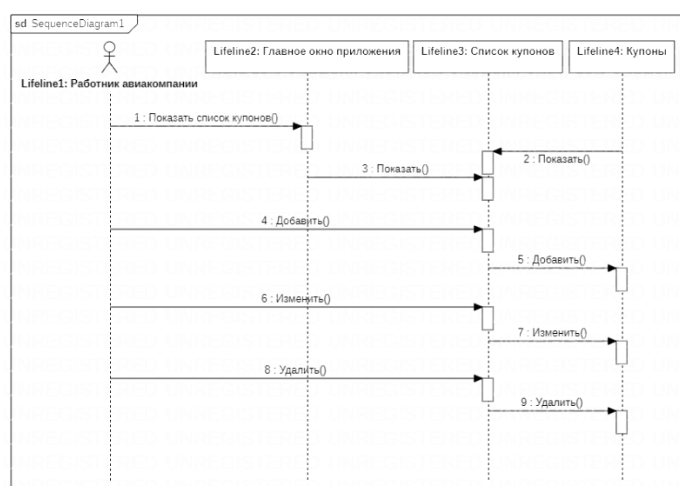 sd SequenceDiagram1
Lifeline2: Главное окно приложения
Lifeline3: Список купонов
Lifeline4: Купоны
Lifeline1: Работник авиакомпании
1 : Показать список купонов()
2 : Показать()
3 : Показать()
4 : Добавить()
5 : Добавить()
6 : Изменить()
7 : Изменить()
8 : Удалить()
9 : Удалить()